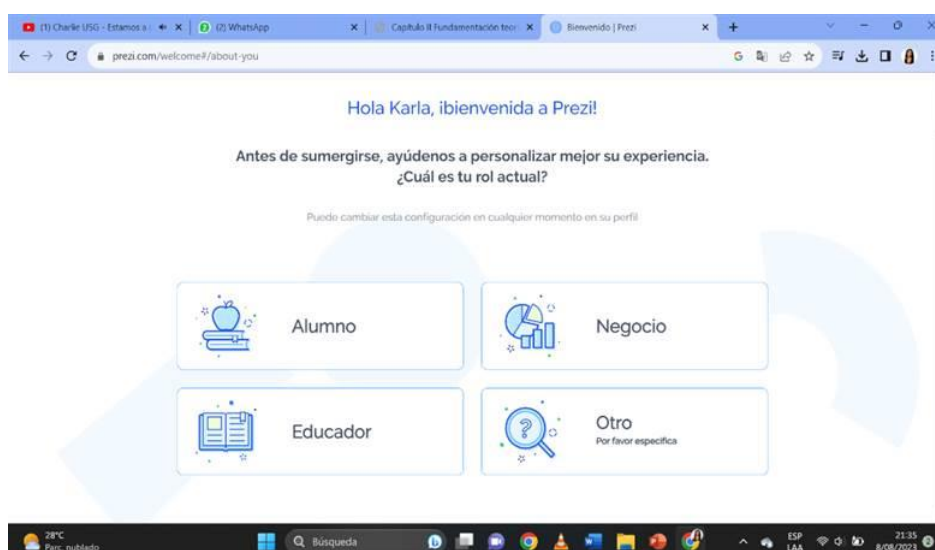 (1) Charlie USG - Estamos a
(2) WhatsApp
Capítulo II Fundamentación teor
Bienvenido | Prezi
prezi.com/welcome#/about-you
Hola Karla, ¡bienvenida a Prezi!
Antes de sumergirse, ayúdenos a personalizar mejor su experiencia.
¿Cuál es tu rol actual?
Puede cambiar esta configuración en cualquier momento en su perfil
Alumno
Negocio
Educador
Otro
Por favor especifica
28°C
Parc. nublado
Búsqueda
ESP
LAA
21:35
8/08/2023